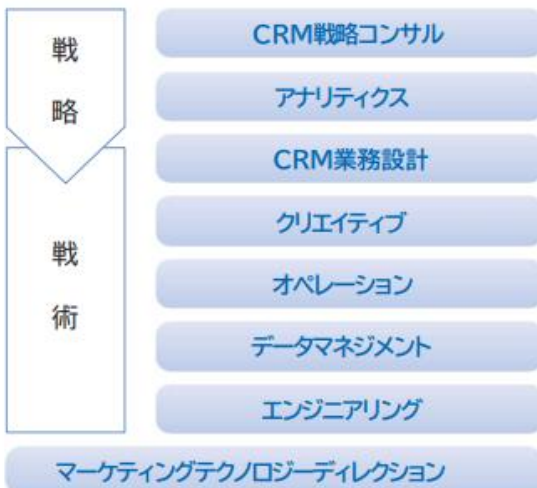 戦略
CRM戦略コンサル
アナリティクス
CRM業務設計
戦術
クリエイティブ
オペレーション
データマネジメント
エンジニアリング
マーケティングテクノロジーディレクション